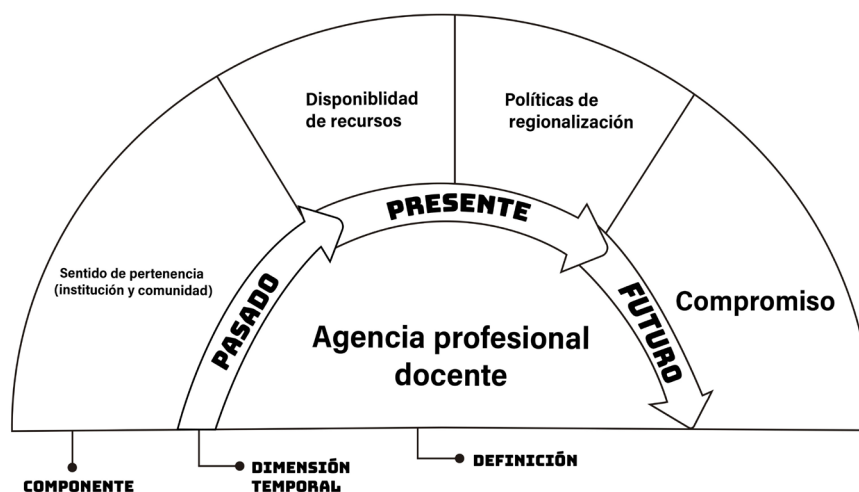 Disponiblidad
de recursos
Políticas de
regionalización
PRESENTE
PASADO
FUTURO
Sentido de pertenencia
(institución y comunidad)
Compromiso
Agencia profesional
docente
COMPONENTE
DIMENSIÓN
TEMPORAL
DEFINICIÓN